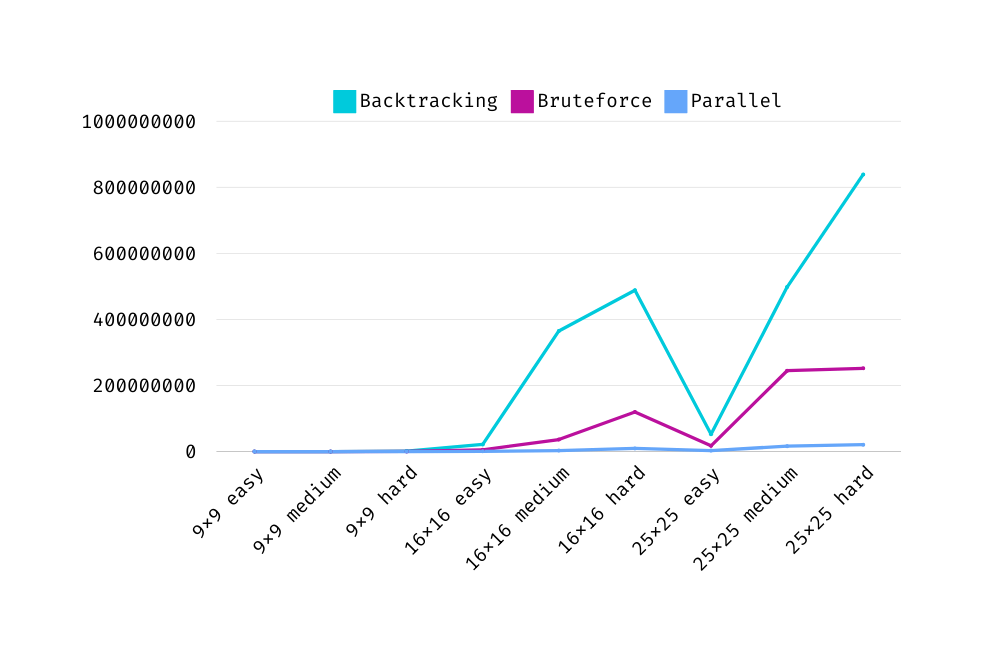 Backtracking Bruteforce Parallel
1000000000
800000000
600000000
400000000
200000000
0
9×9 easy
9×9 medium
9×9 hard
16×16 easy
16×16 medium
16×16 hard
25×25 easy
25×25 medium
25×25 hard